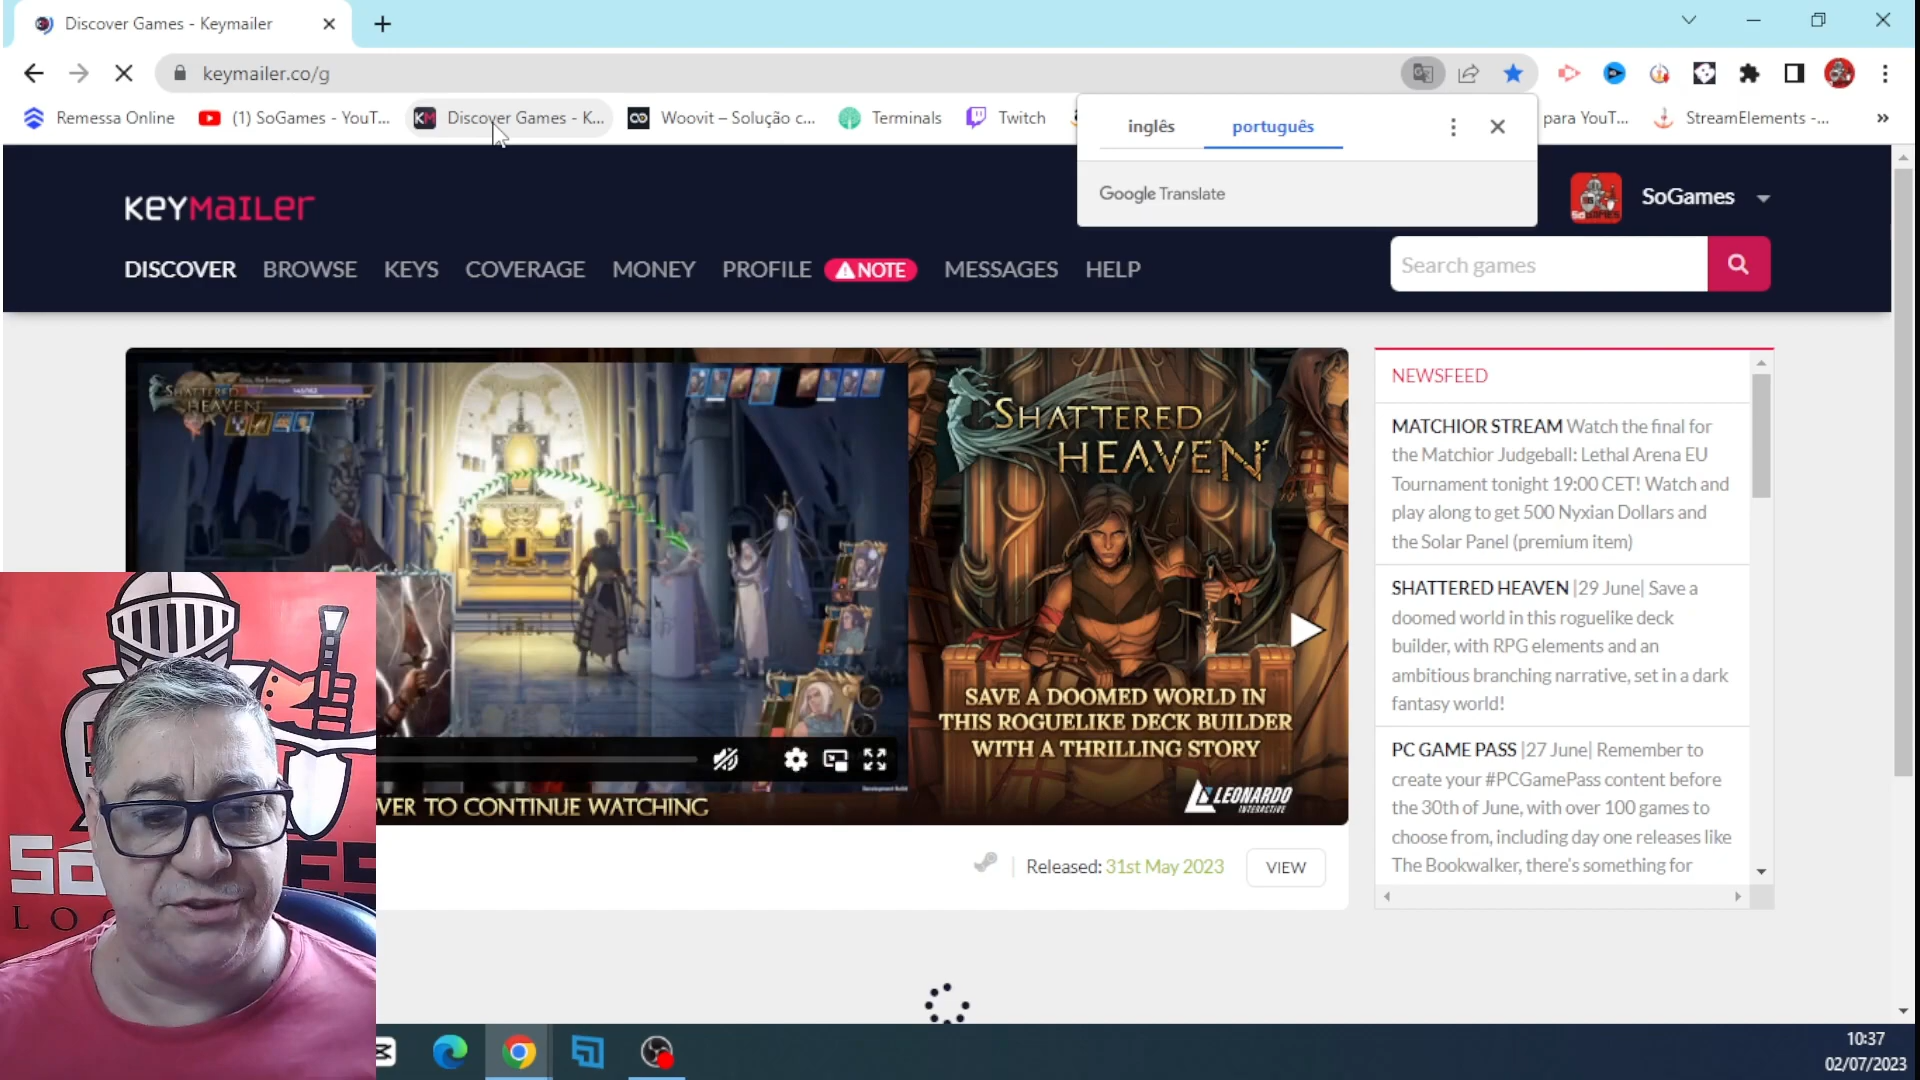 Discover Games - Keymailer
keymailer.co/g
Remessa Online
(1) SoGames - YouT...
KM
Discover Games - K...
Woovit – Solução c...
Terminals
Twitch
para YouT...
StreamElements -...
»
inglês
português
Google Translate
KEYMAILER
SoGames
DISCOVER
BROWSE
KEYS
COVERAGE
MONEY
PROFILE
NOTE
MESSAGES
HELP
Search games
SHATTERED
HEAVEN
SHATTERED
HEAVEN
SAVE A DOOMED WORLD IN
THIS ROGUELIKE DECK BUILDER
WITH A THRILLING STORY
LEONARDO
INTERACTIVE
VER TO CONTINUE WATCHING
Released: 31st May 2023
VIEW
NEWSFEED
MATCHIOR STREAM Watch the final for
the Matchior Judgeball: Lethal Arena EU
Tournament tonight 19:00 CET! Watch and
play along to get 500 Nyxian Dollars and
the Solar Panel (premium item)
SHATTERED HEAVEN |29 June| Save a
doomed world in this roguelike deck
builder, with RPG elements and an
ambitious branching narrative, set in a dark
fantasy world!
PC GAME PASS |27 June| Remember to
create your #PCGamePass content before
the 30th of June, with over 100 games to
choose from, including day one releases like
The Bookwalker, there's something for
10:37
02/07/2023